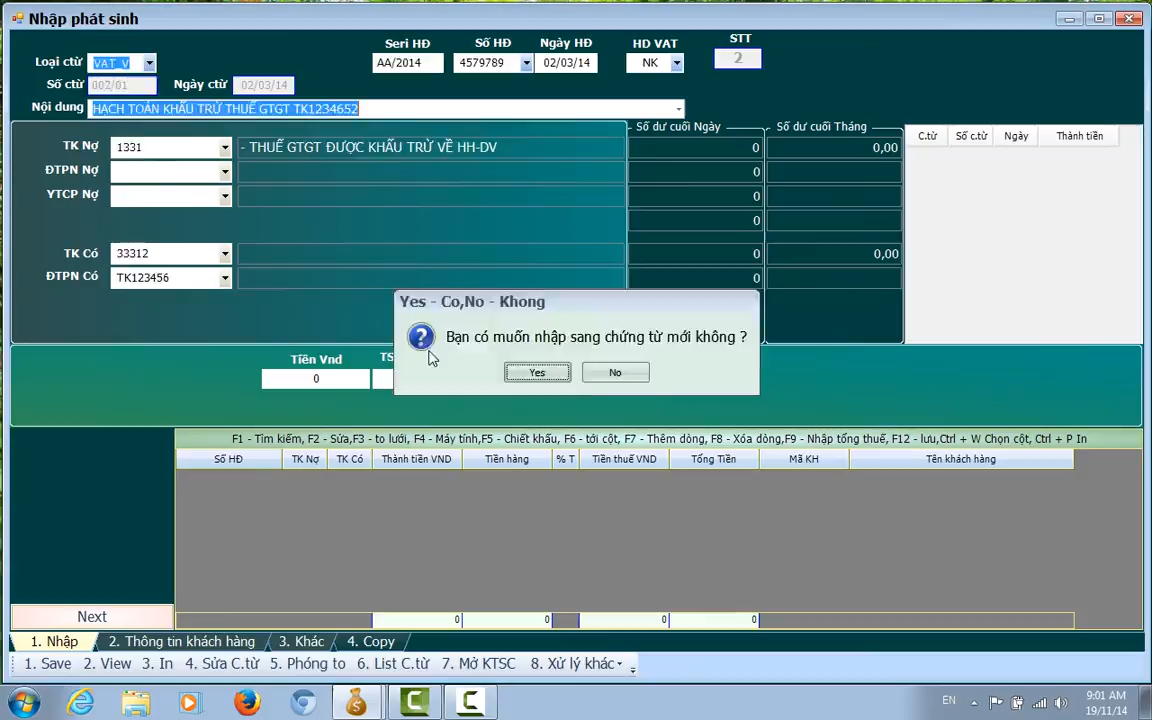 Nhập phát sinh
Loại ctừ VAT_V
Seri HĐ Số HĐ Ngày HĐ HD VAT STT
AA/2014 4579789 02/03/14 NK 2
Số ctừ 002/01 Ngày ctừ 02/03/14
Nội dung HẠCH TOÁN KHẤU TRỪ THUẾ GTGT TK1234652
Số dư cuối Ngày Số dư cuối Tháng
C.từ Số c.từ Ngày Thành tiền
TK Nợ 1331 - THUẾ GTGT ĐƯỢC KHẤU TRỪ VỀ HH-DV 0 0,00
ĐTPN Nợ 0
YTCP Nợ 0
0
TK Có 33312 0 0,00
ĐTPN Có TK123456 0
Yes - Co,No - Khong
Bạn có muốn nhập sang chứng từ mới không ?
Yes No
Tiền Vnd TS
0
F1 - Tìm kiếm, F2 - Sửa,F3 - to lưới, F4 - Máy tính,F5 - Chiết khấu, F6 - tới cột, F7 - Thêm dòng, F8 - Xóa dòng,F9 - Nhập tổng thuế, F12 - lưu,Ctrl + W Chọn cột, Ctrl + P In
Số HĐ TK Nợ TK Có Thành tiền VND Tiền hàng % T Tiền thuế VND Tổng Tiền Mã KH Tên khách hàng
Next
0 0 0 0
1. Nhập 2. Thông tin khách hàng 3. Khác 4. Copy
1. Save 2. View 3. In 4. Sửa C.từ 5. Phóng to 6. List C.từ 7. Mở KTSC 8. Xử lý khác
EN
9:01 AM
19/11/14